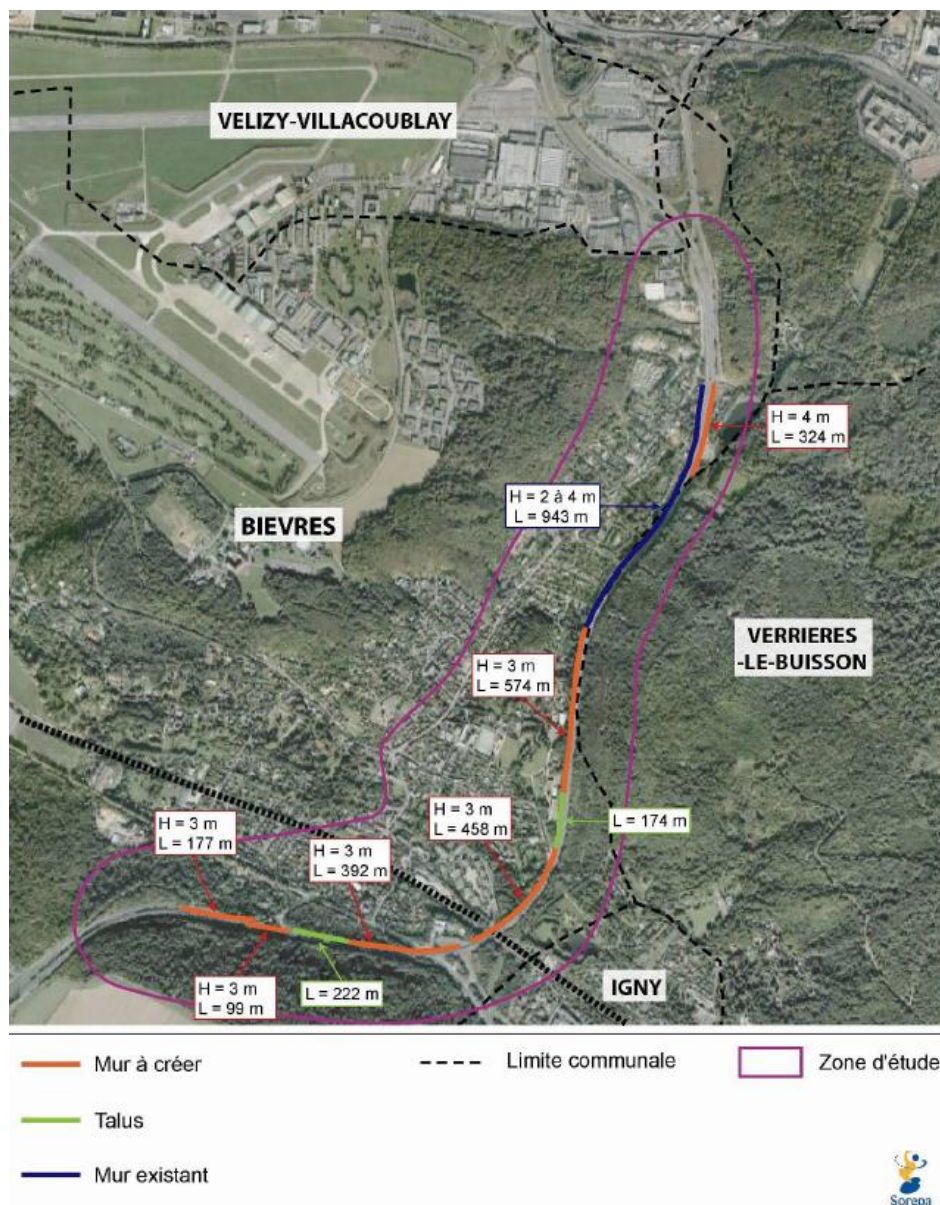 VELIZY-VILLACOUBLAY
H = 4 m
L = 324 m
H = 2 à 4 m
L = 943 m
BIEVRES
VERRIERES
-LE-BUISSON
H = 3 m
L = 574 m
H = 3 m
L = 458 m
L = 174 m
H = 3 m
L = 177 m
H = 3 m
L = 392 m
H = 3 m
L = 99 m
L = 222 m
IGNY
Mur à créer
Limite communale
Zone d'étude
Talus
Mur existant
Sorepa